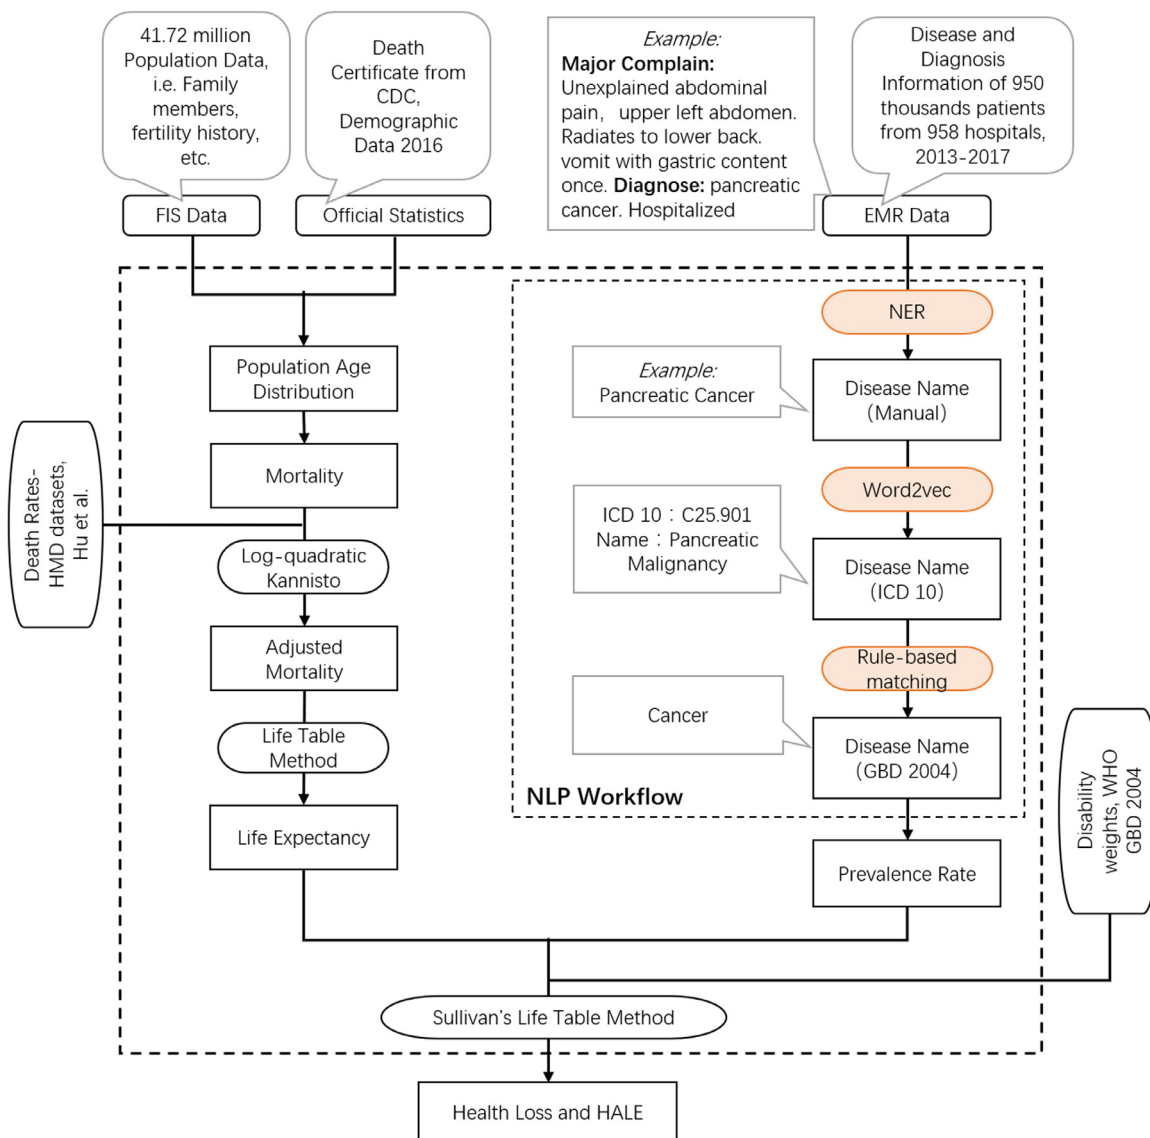 41.72 million
Population Data,
i.e. Family
members,
fertility history,
etc.
Death
Certificate from
CDC,
Demographic
Data 2016
Example:
Major Complain:
Unexplained abdominal
pain, upper left abdomen.
Radiates to lower back.
vomit with gastric content
once. Diagnose: pancreatic
cancer. Hospitalized
Disease and
Diagnosis
Information of 950
thousands patients
from 958 hospitals,
2013-2017
FIS Data
Official Statistics
EMR Data
NER
Population Age
Distribution
Example:
Pancreatic Cancer
Disease Name
(Manual)
Death Rates-
HMD datasets,
Hu et al.
Mortality
Word2vec
ICD 10：C25.901
Name：Pancreatic
Malignancy
Log-quadratic
Kannisto
Disease Name
(ICD 10)
Adjusted
Mortality
Rule-based
matching
Cancer
Life Table
Method
Disease Name
(GBD 2004)
NLP Workflow
Disability
weights, WHO
GBD 2004
Life Expectancy
Prevalence Rate
Sullivan's Life Table Method
Health Loss and HALE